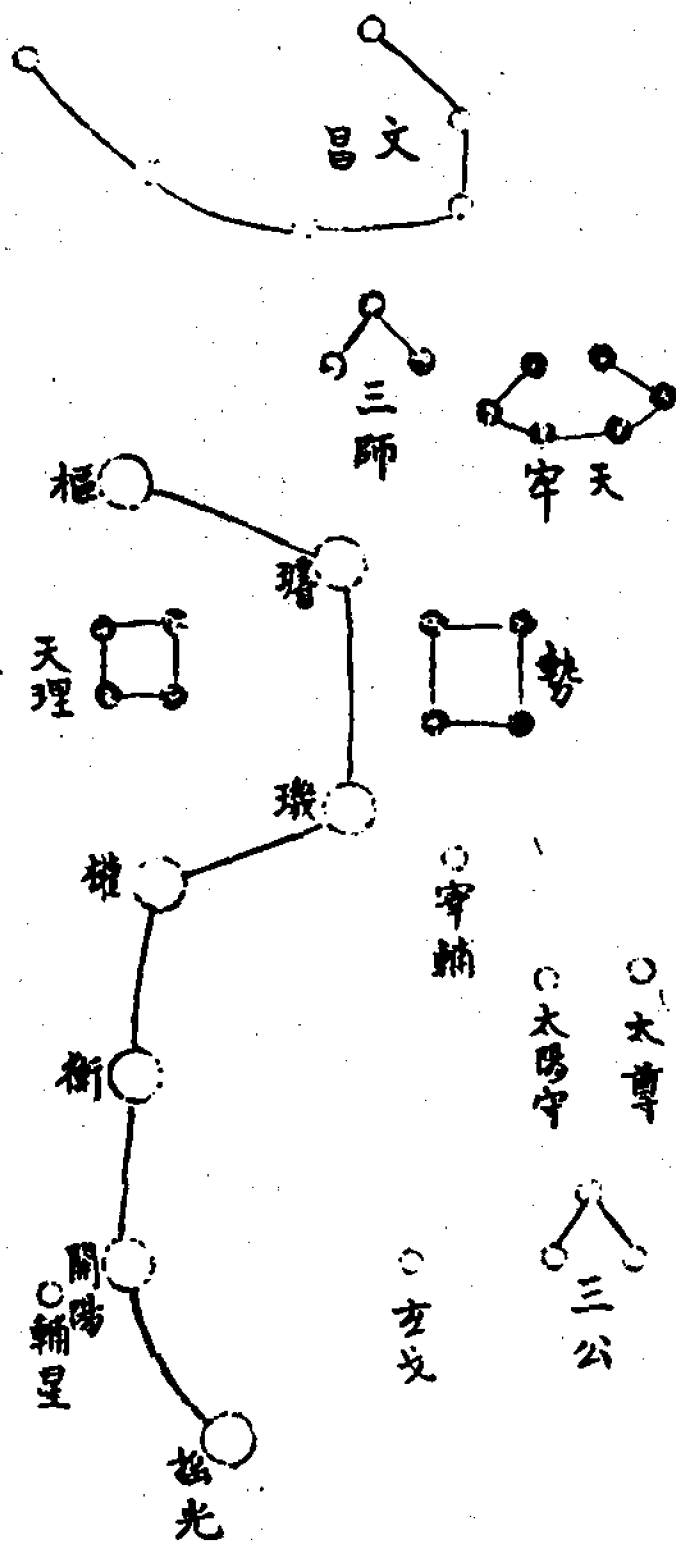 文昌
三師
天牢
樞
璿
天理
勢
璣
權
宰輔
衡
太陽守
太尊
開陽
輔星
玄戈
三公
搖光